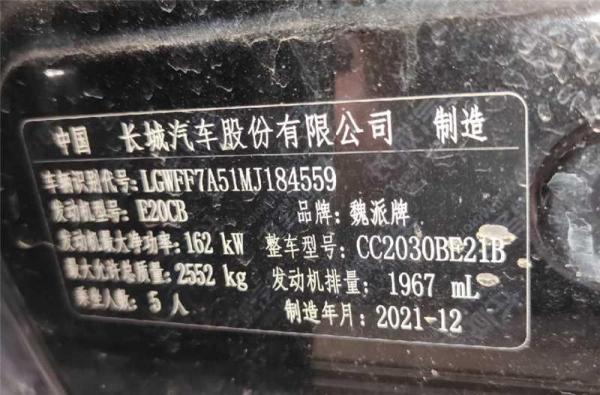 中国 长城汽车股份有限公司 制造
车辆识别代号: LGWFF7A51MJ184559
发动机型号: E20CB 品牌: 魏派牌
发动机最大净功率: 162 kW 整车型号: CC2030BE21B
最大允许总质量: 2552 kg 发动机排量: 1967 mL
乘坐人数: 5 人 制造年月: 2021-12